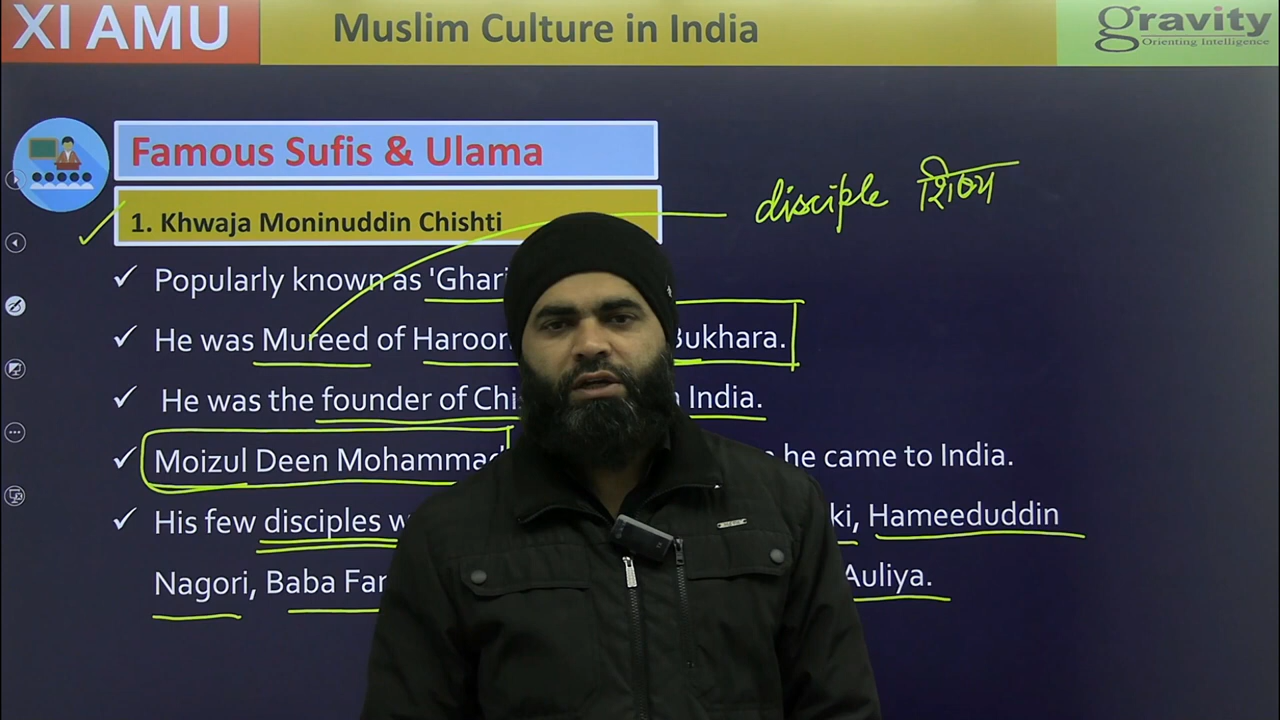 XI AMU
Muslim Culture in India
gravity
Orienting Intelligence
Famous Sufis & Ulama
disciple शिष्य
1. Khwaja Moninuddin Chishti
Popularly known as 'Ghari
He was Mureed of Haroon Bukhara.
He was the founder of Chis India.
Moizul Deen Mohammad he came to India.
His few disciples w ki, Hameeduddin
Nagori, Baba Far Auliya.